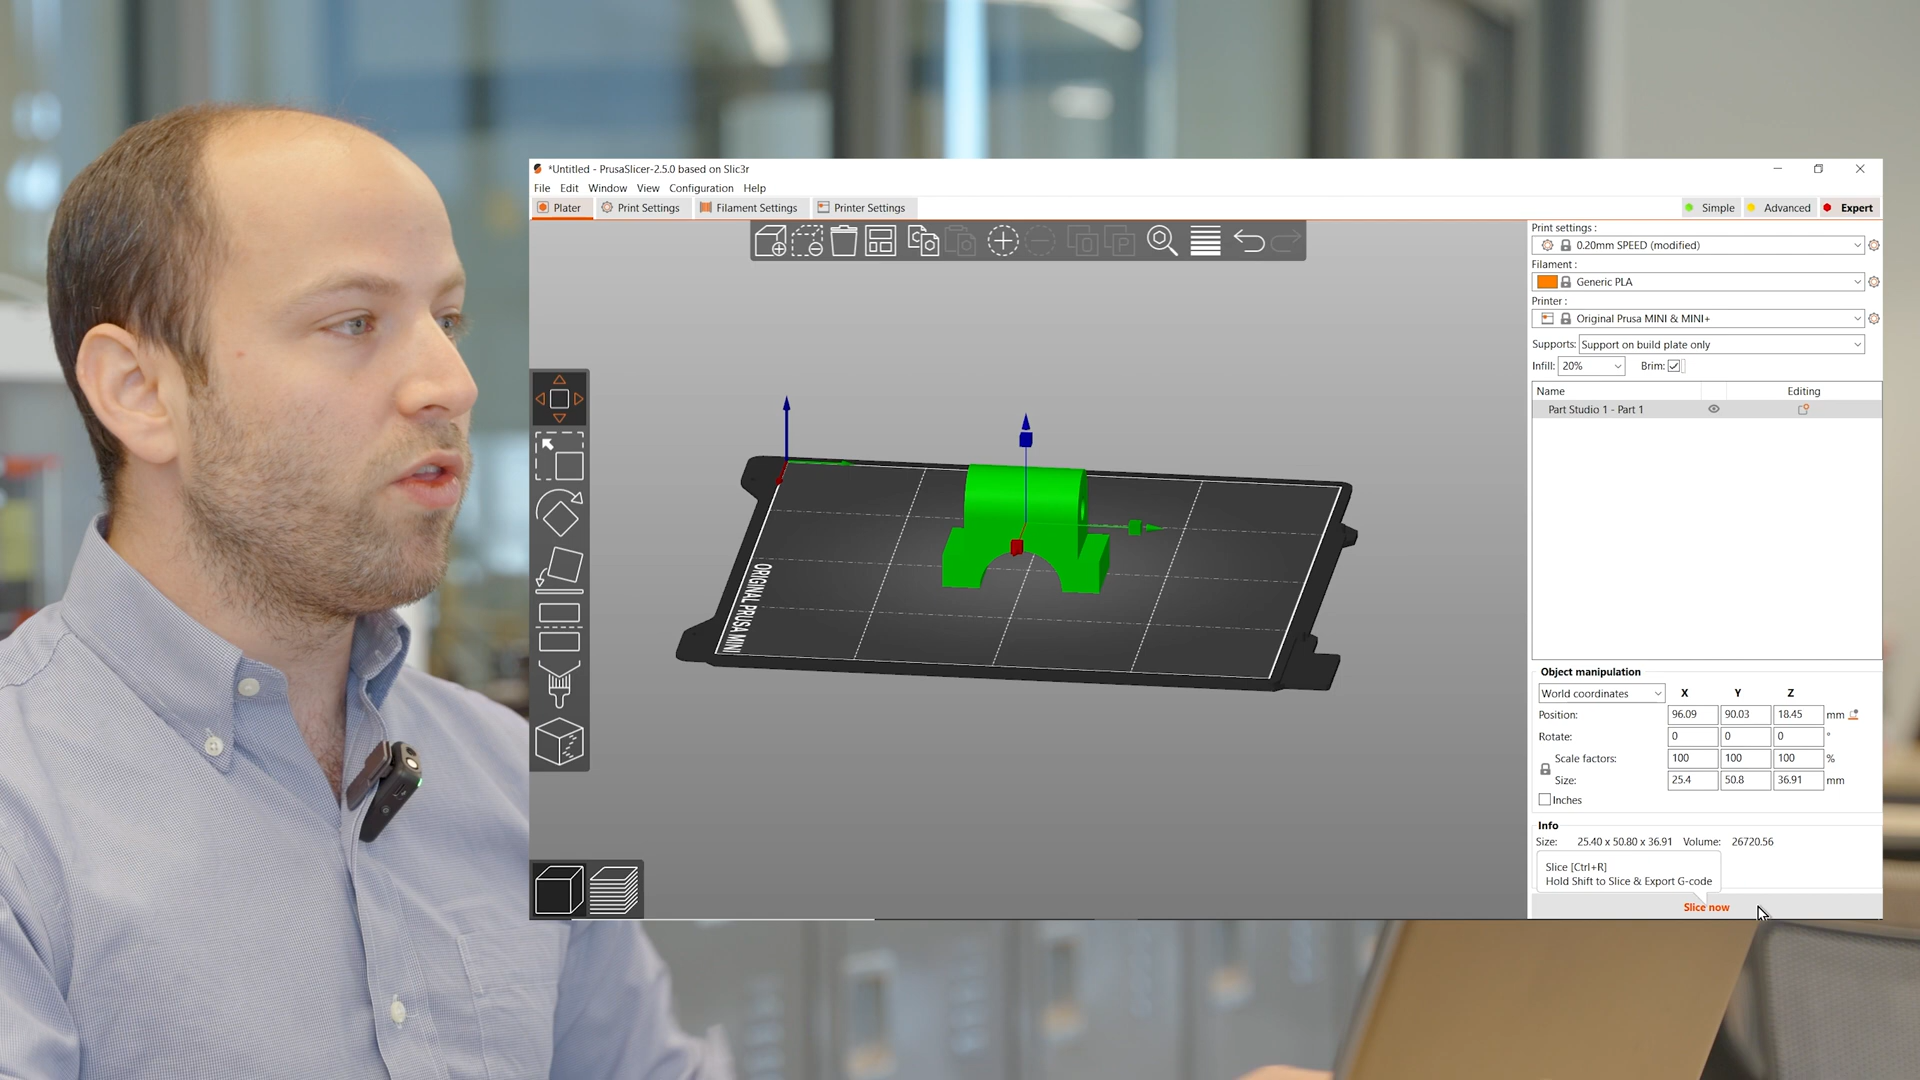 *Untitled - PrusaSlicer-2.5.0 based on Slic3r
File Edit Window View Configuration Help
Plater Print Settings Filament Settings Printer Settings Simple Advanced Expert
Print settings :
0.20mm SPEED (modified)
Filament :
Generic PLA
Printer :
Original Prusa MINI & MINI+
Supports: Support on build plate only
Infill: 20% Brim:
Name Editing
Part Studio 1 - Part 1
ORIGINAL PRUSA MINI
Object manipulation
World coordinates X Y Z
Position: 96.09 90.03 18.45 mm
Rotate: 0 0 0 °
Scale factors: 100 100 100 %
Size: 25.4 50.8 36.91 mm
Inches
Info
Size: 25.40 x 50.80 x 36.91 Volume: 26720.56
Slice [Ctrl+R]
Hold Shift to Slice & Export G-code
Slice now